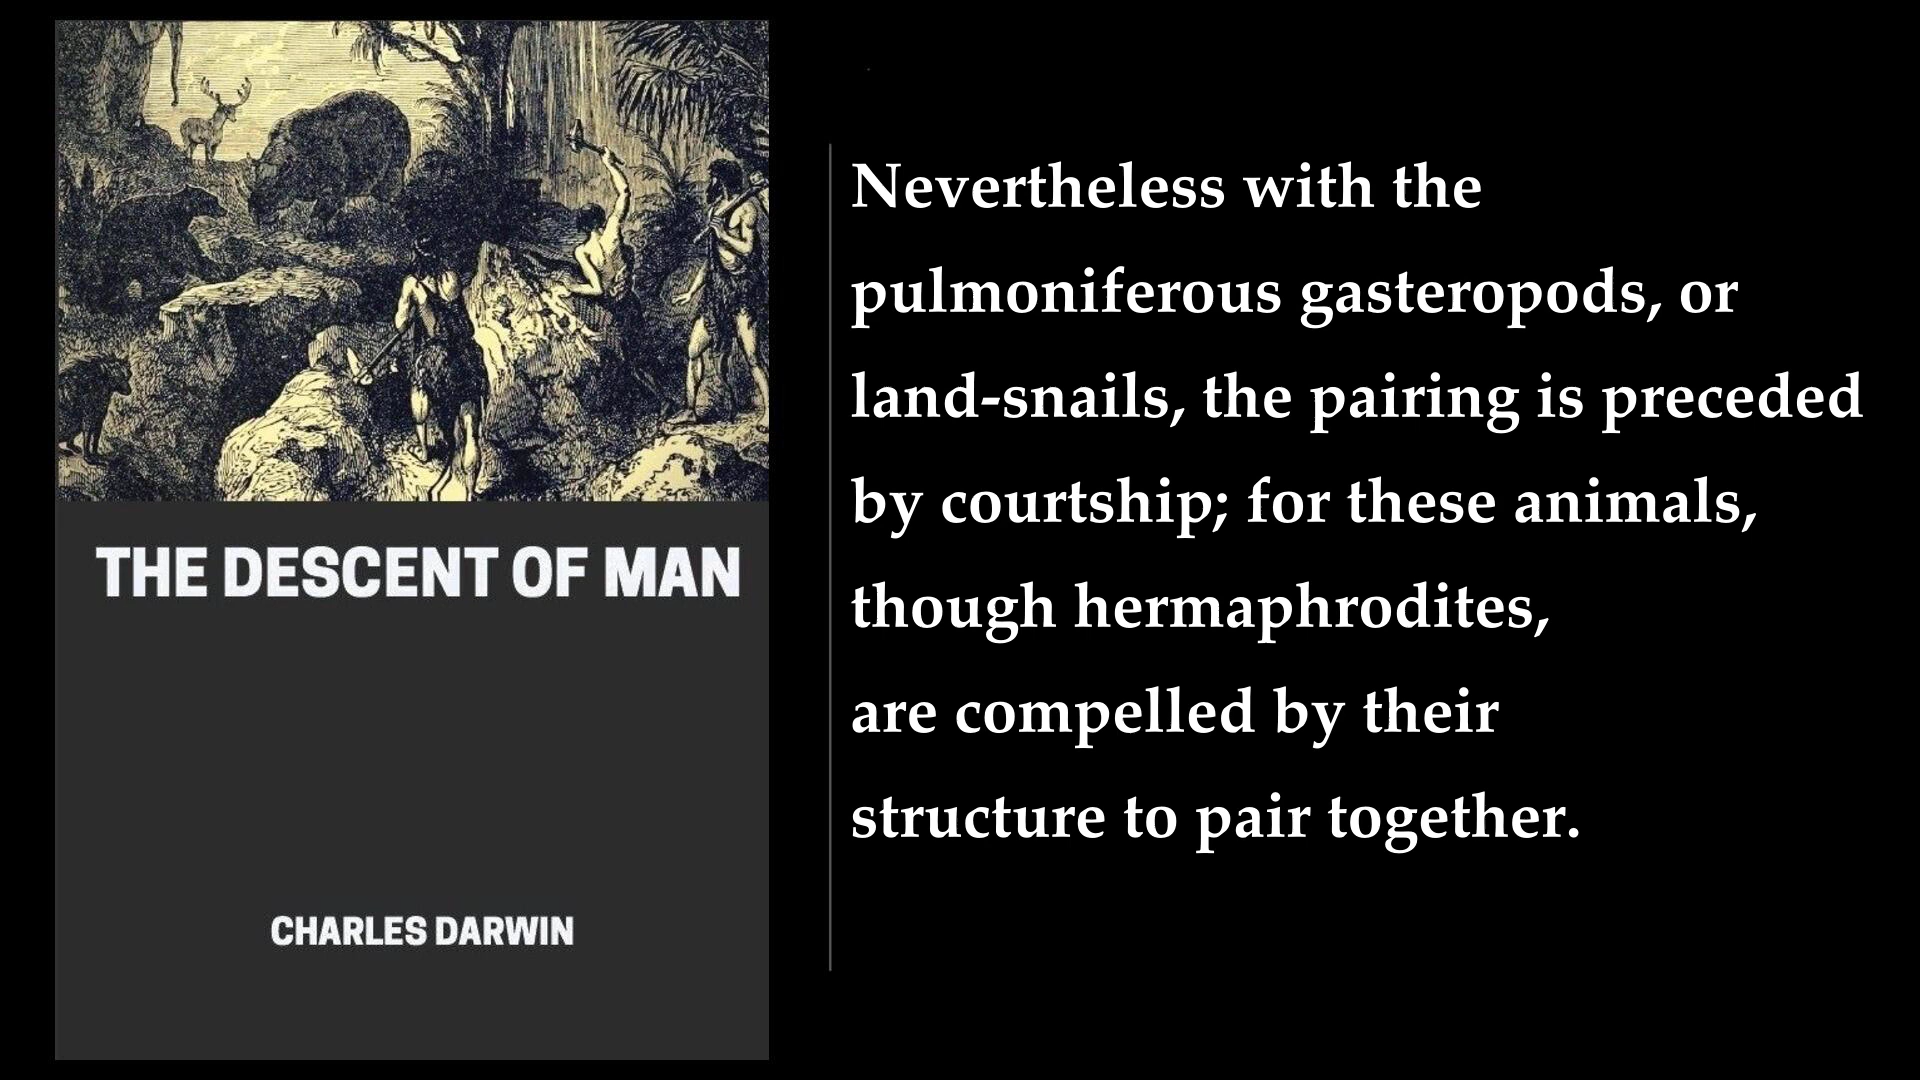 THE DESCENT OF MAN
CHARLES DARWIN
Nevertheless with the
pulmoniferous gasteropods, or
land-snails, the pairing is preceded
by courtship; for these animals,
though hermaphrodites,
are compelled by their
structure to pair together.